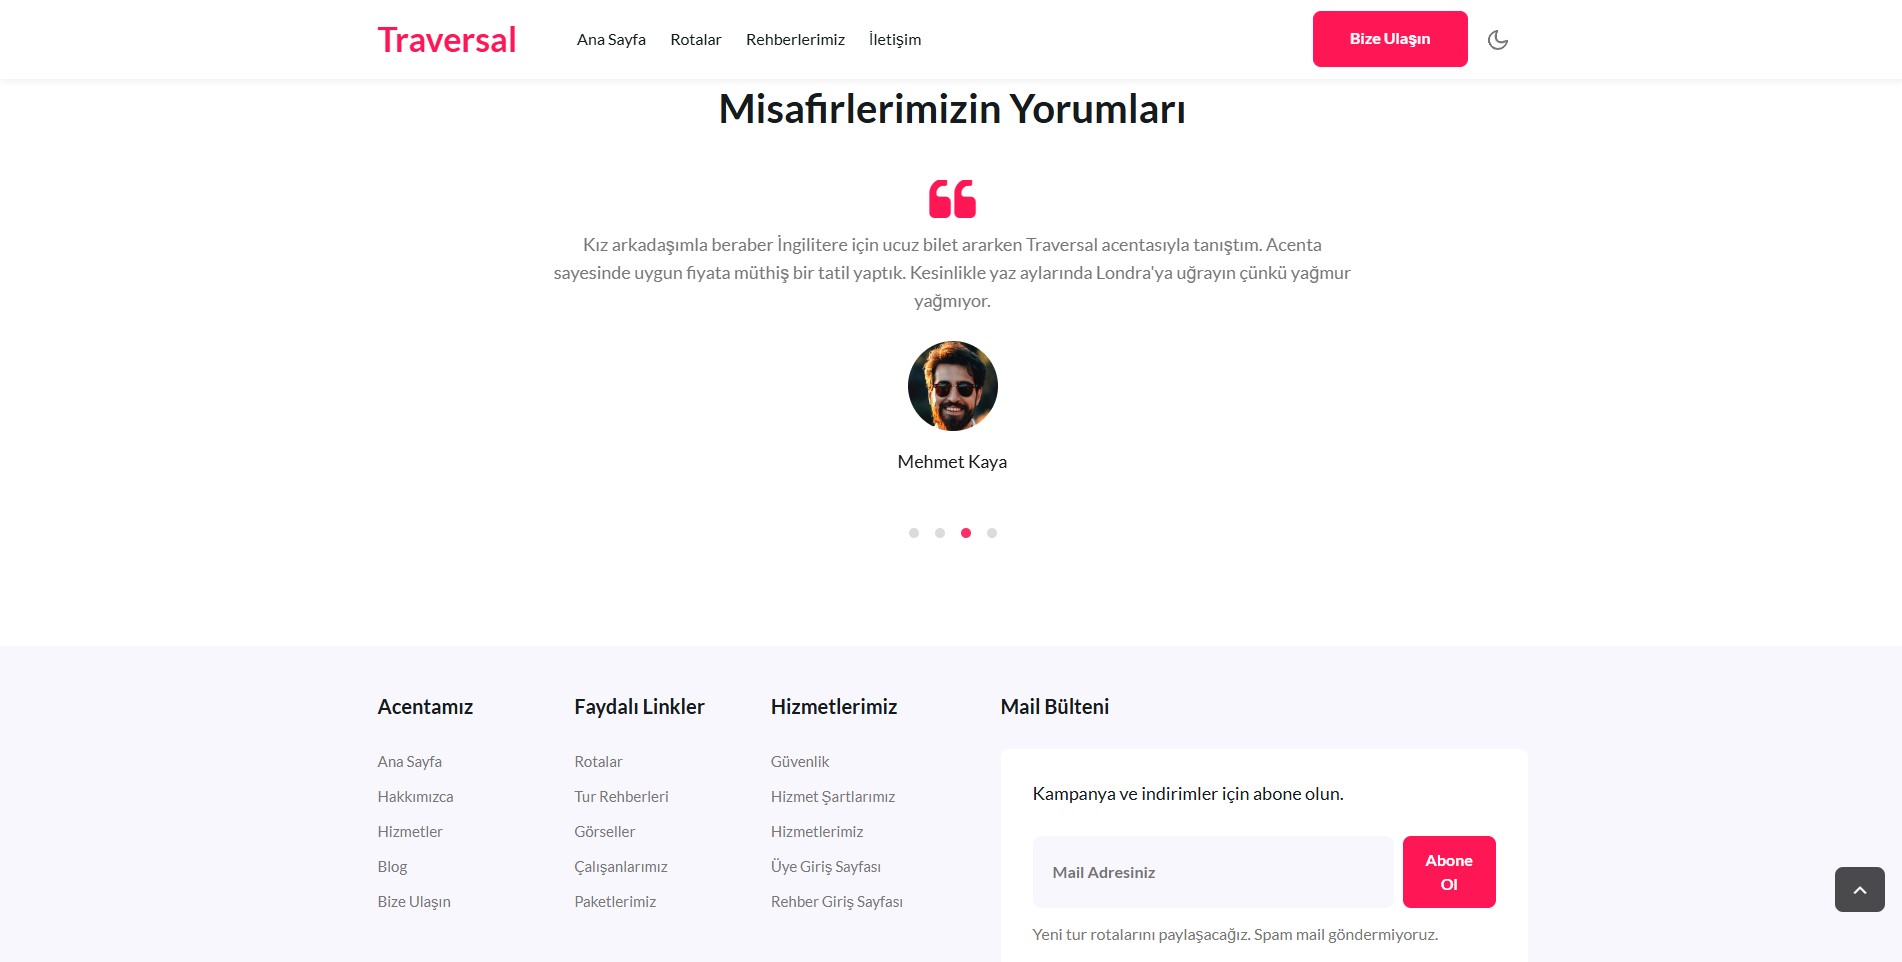 Traversal
Ana Sayfa
Rotalar
Rehberlerimiz
İletişim
Bize Ulaşın
Misafirlerimizin Yorumları
Kız arkadaşımla beraber İngilitere için ucuz bilet ararken Traversal acentasıyla tanıştım. Acenta
sayesinde uygun fiyata müthiş bir tatil yaptık. Kesinlikle yaz aylarında Londra'ya uğrayın çünkü yağmur
yağmıyor.
Mehmet Kaya
Acentamız
Ana Sayfa
Hakkımızca
Hizmetler
Blog
Bize Ulaşın
Faydalı Linkler
Rotalar
Tur Rehberleri
Görseller
Çalışanlarımız
Paketlerimiz
Hizmetlerimiz
Güvenlik
Hizmet Şartlarımız
Hizmetlerimiz
Üye Giriş Sayfası
Rehber Giriş Sayfası
Mail Bülteni
Kampanya ve indirimler için abone olun.
Mail Adresiniz
Abone
Ol
Yeni tur rotalarını paylaşacağız. Spam mail göndermiyoruz.